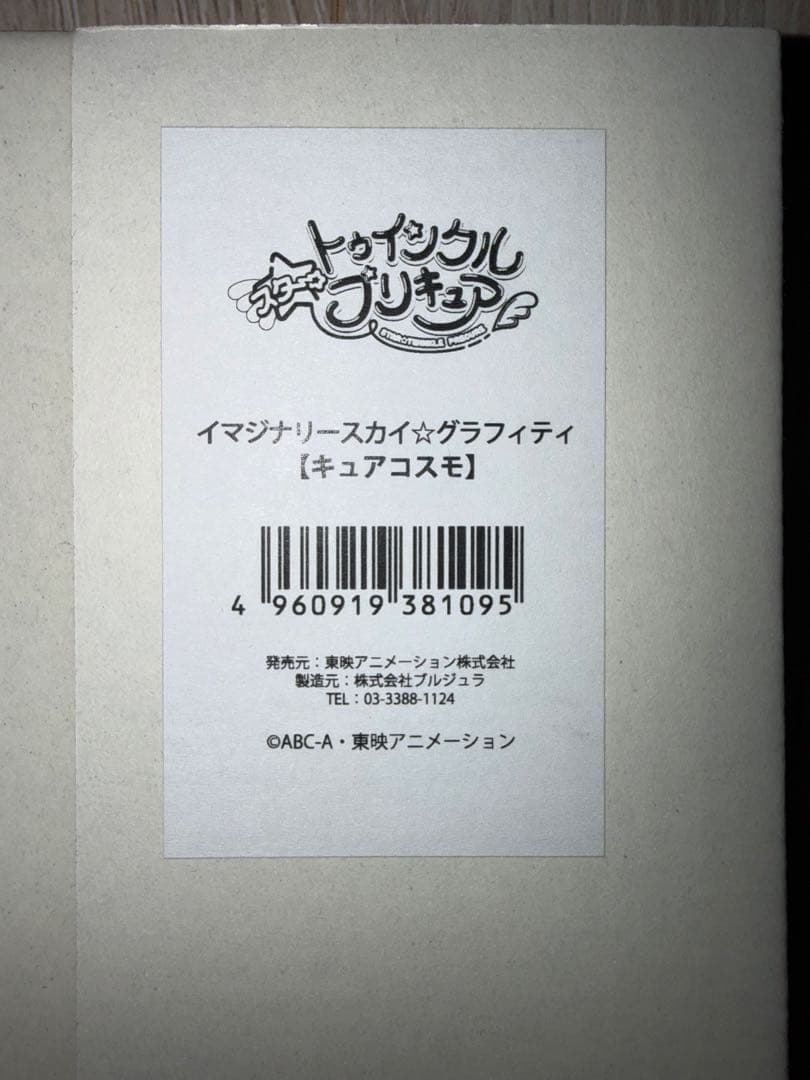 スター
トゥインクル
プリキュア
STAR☆TWINKLE PRECURE
イマジナリースカイ☆グラフィティ
【キュアコスモ】
4 960919 381095
発売元：東映アニメーション株式会社
製造元：株式会社ブルジュラ
TEL：03-3388-1124
©ABC-A・東映アニメーション